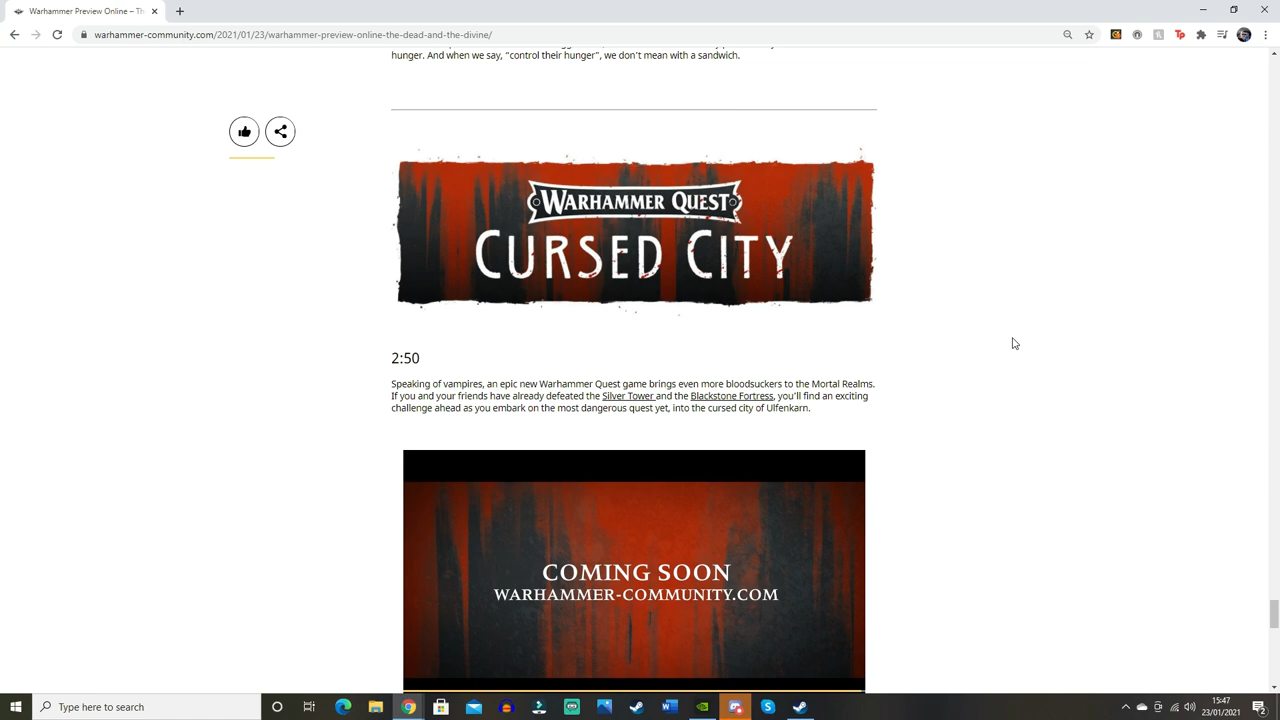 Warhammer Preview Online – Th
warhammer-community.com/2021/01/23/warhammer-preview-online-the-dead-and-the-divine/
hunger. And when we say, “control their hunger”, we don’t mean with a sandwich.
WARHAMMER QUEST
CURSED CITY
2:50
Speaking of vampires, an epic new Warhammer Quest game brings even more bloodsuckers to the Mortal Realms.
If you and your friends have already defeated the Silver Tower and the Blackstone Fortress, you’ll find an exciting
challenge ahead as you embark on the most dangerous quest yet, into the cursed city of Ulfenkarn.
COMING SOON
WARHAMMER-COMMUNITY.COM
Type here to search
15:47
23/01/2021
2